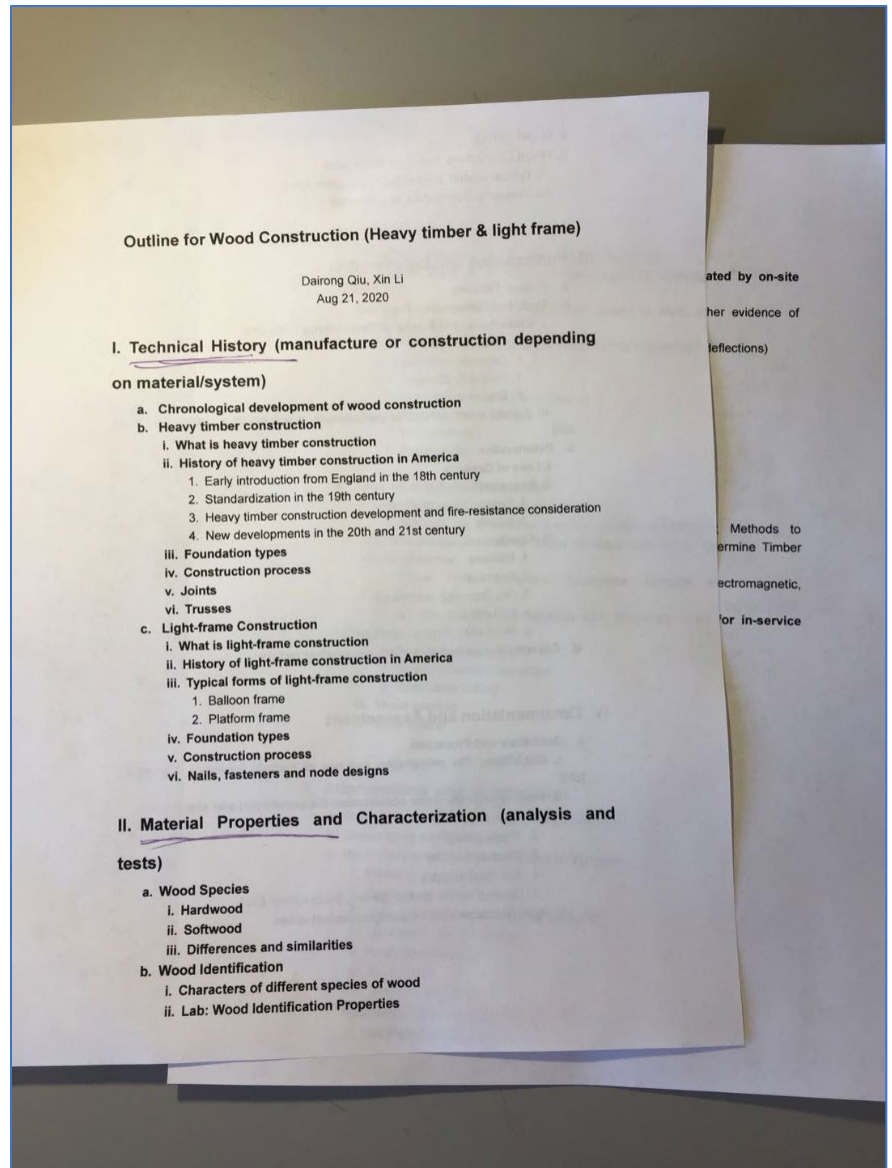 Outline for Wood Construction (Heavy timber & light frame)
Dairong Qiu, Xin Li
Aug 21, 2020
I. Technical History (manufacture or construction depending
on material/system)
a. Chronological development of wood construction
b. Heavy timber construction
i. What is heavy timber construction
ii. History of heavy timber construction in America
1. Early introduction from England in the 18th century
2. Standardization in the 19th century
3. Heavy timber construction development and fire-resistance consideration
4. New developments in the 20th and 21st century
iii. Foundation types
iv. Construction process
v. Joints
vi. Trusses
c. Light-frame Construction
i. What is light-frame construction
ii. History of light-frame construction in America
iii. Typical forms of light-frame construction
1. Balloon frame
2. Platform frame
iv. Foundation types
v. Construction process
vi. Nails, fasteners and node designs
II. Material Properties and Characterization (analysis and
tests)
a. Wood Species
i. Hardwood
ii. Softwood
iii. Differences and similarities
b. Wood Identification
i. Characters of different species of wood
ii. Lab: Wood Identification Properties
ated by on-site
her evidence of
deflections)
Methods to
ermine Timber
ectromagnetic,
for in-service